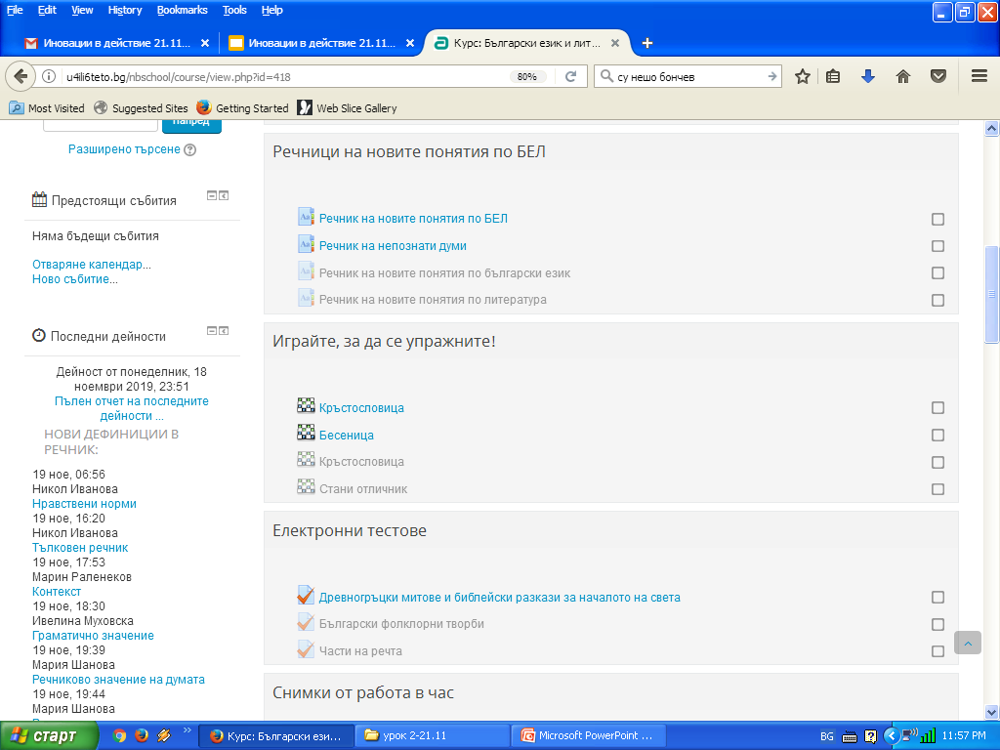 File Edit View History Bookmarks Tools Help
Иновации в действие 21.11...
Иновации в действие 21.11...
Курс: Български език и лит...
u4ili6teto.bg/nbschool/course/view.php?id=418
80%
су нешо бончев
Most Visited
Suggested Sites
Getting Started
Web Slice Gallery
Напред
Разширено търсене
Предстоящи събития
Няма бъдещи събития
Отваряне календар...
Ново събитие...
Последни дейности
Дейност от понеделник, 18
ноември 2019, 23:51
Пълен отчет на последните
дейности ...
НОВИ ДЕФИНИЦИИ В
РЕЧНИК:
19 ное, 06:56
Никол Иванова
Нравствени норми
19 ное, 16:20
Никол Иванова
Тълковен речник
19 ное, 17:53
Марин Раленеков
Контекст
19 ное, 18:30
Ивелина Муховска
Граматично значение
19 ное, 19:39
Мария Шанова
Речниково значение на думата
19 ное, 19:44
Мария Шанова
Речници на новите понятия по БЕЛ
Речник на новите понятия по БЕЛ
Речник на непознати думи
Речник на новите понятия по български език
Речник на новите понятия по литература
Играйте, за да се упражните!
Кръстословица
Бесеница
Кръстословица
Стани отличник
Електронни тестове
Древногръцки митове и библейски разкази за началото на света
Български фолклорни творби
Части на речта
Снимки от работа в час
старт
Курс: Български ези...
урок 2-21.11
Microsoft PowerPoint ...
BG
11:57 PM